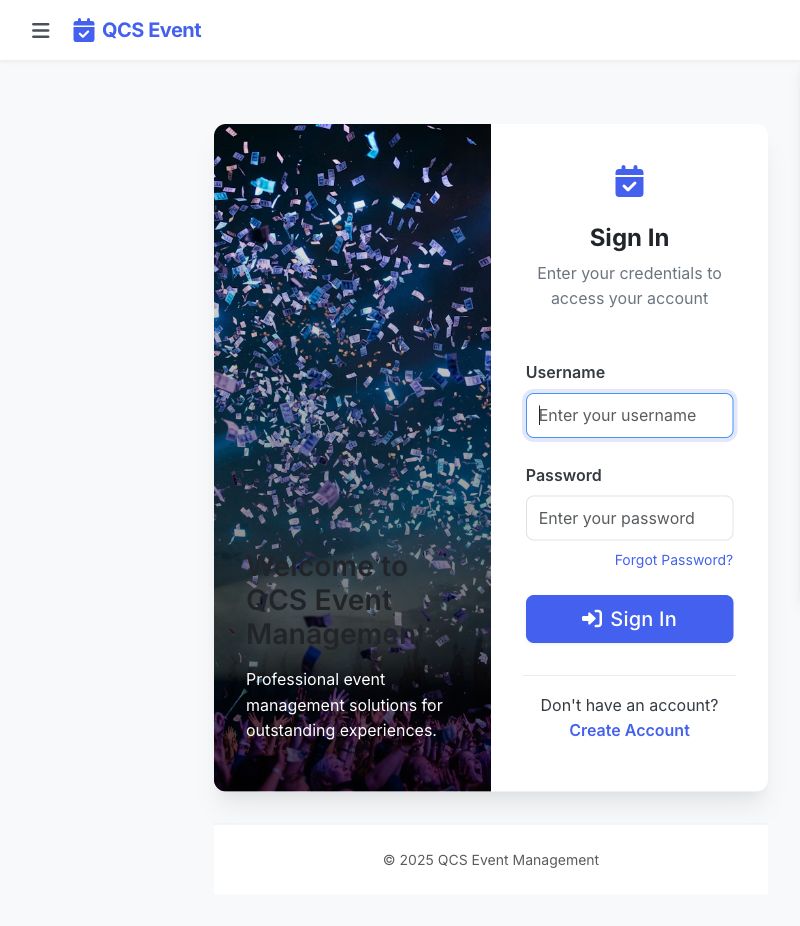 QCS Event
Welcome to
QCS Event
Management
Professional event
management solutions for
outstanding experiences.
Sign In
Enter your credentials to
access your account
Username
Enter your username
Password
Enter your password
Forgot Password?
Sign In
Don't have an account?
Create Account
© 2025 QCS Event Management